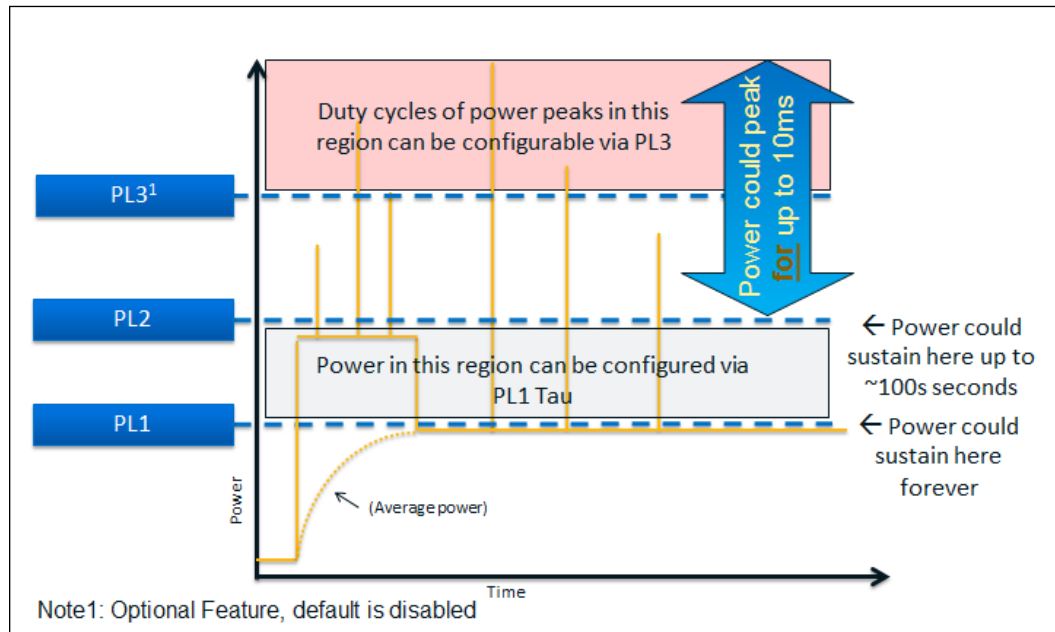 Duty cycles of power peaks in this
region can be configurable via PL3
Power could peak
for up to 10ms
PL3¹
PL2
← Power could
sustain here up to
~100s seconds
Power in this region can be configured via
PL1 Tau
PL1
← Power could
sustain here
forever
Power
(Average power)
Time
Note1: Optional Feature, default is disabled